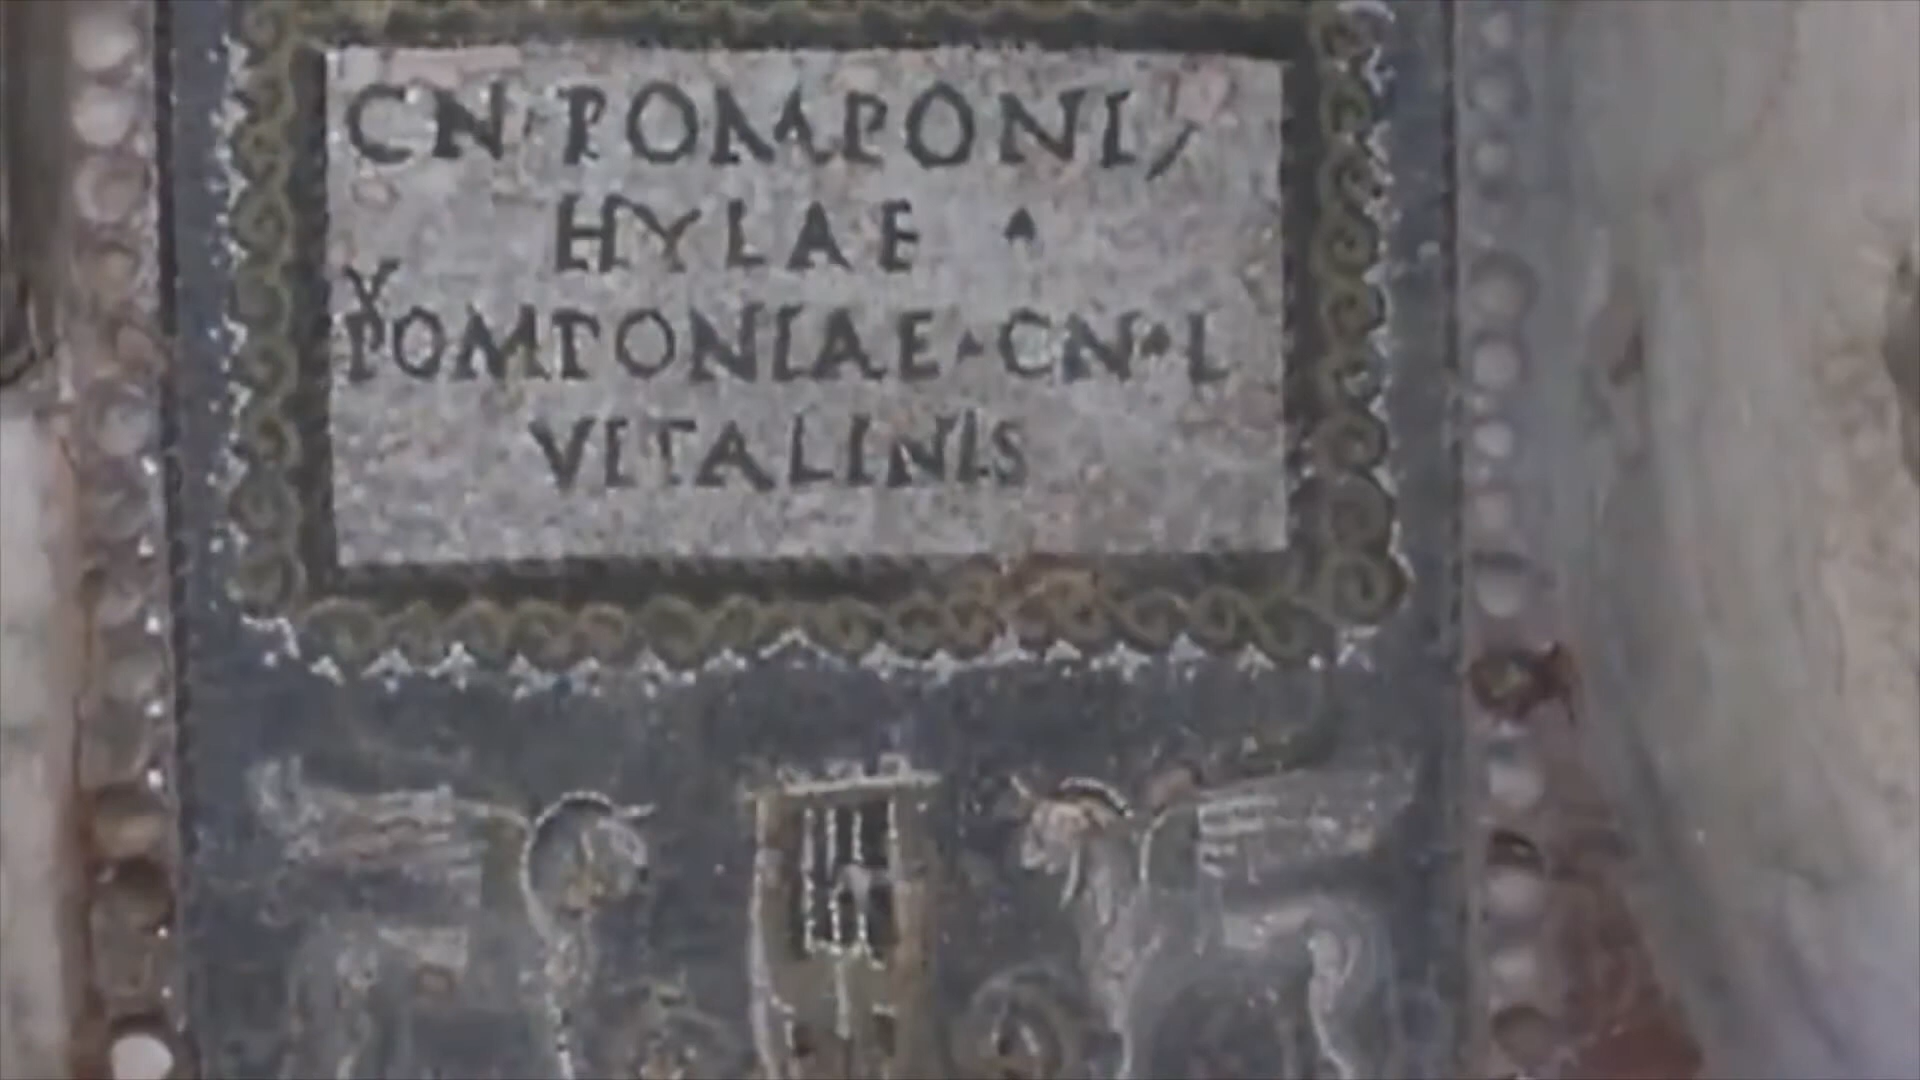 CN POMPONI
HYLAE
V
POMPONIAE · CN · L
VITALINIS